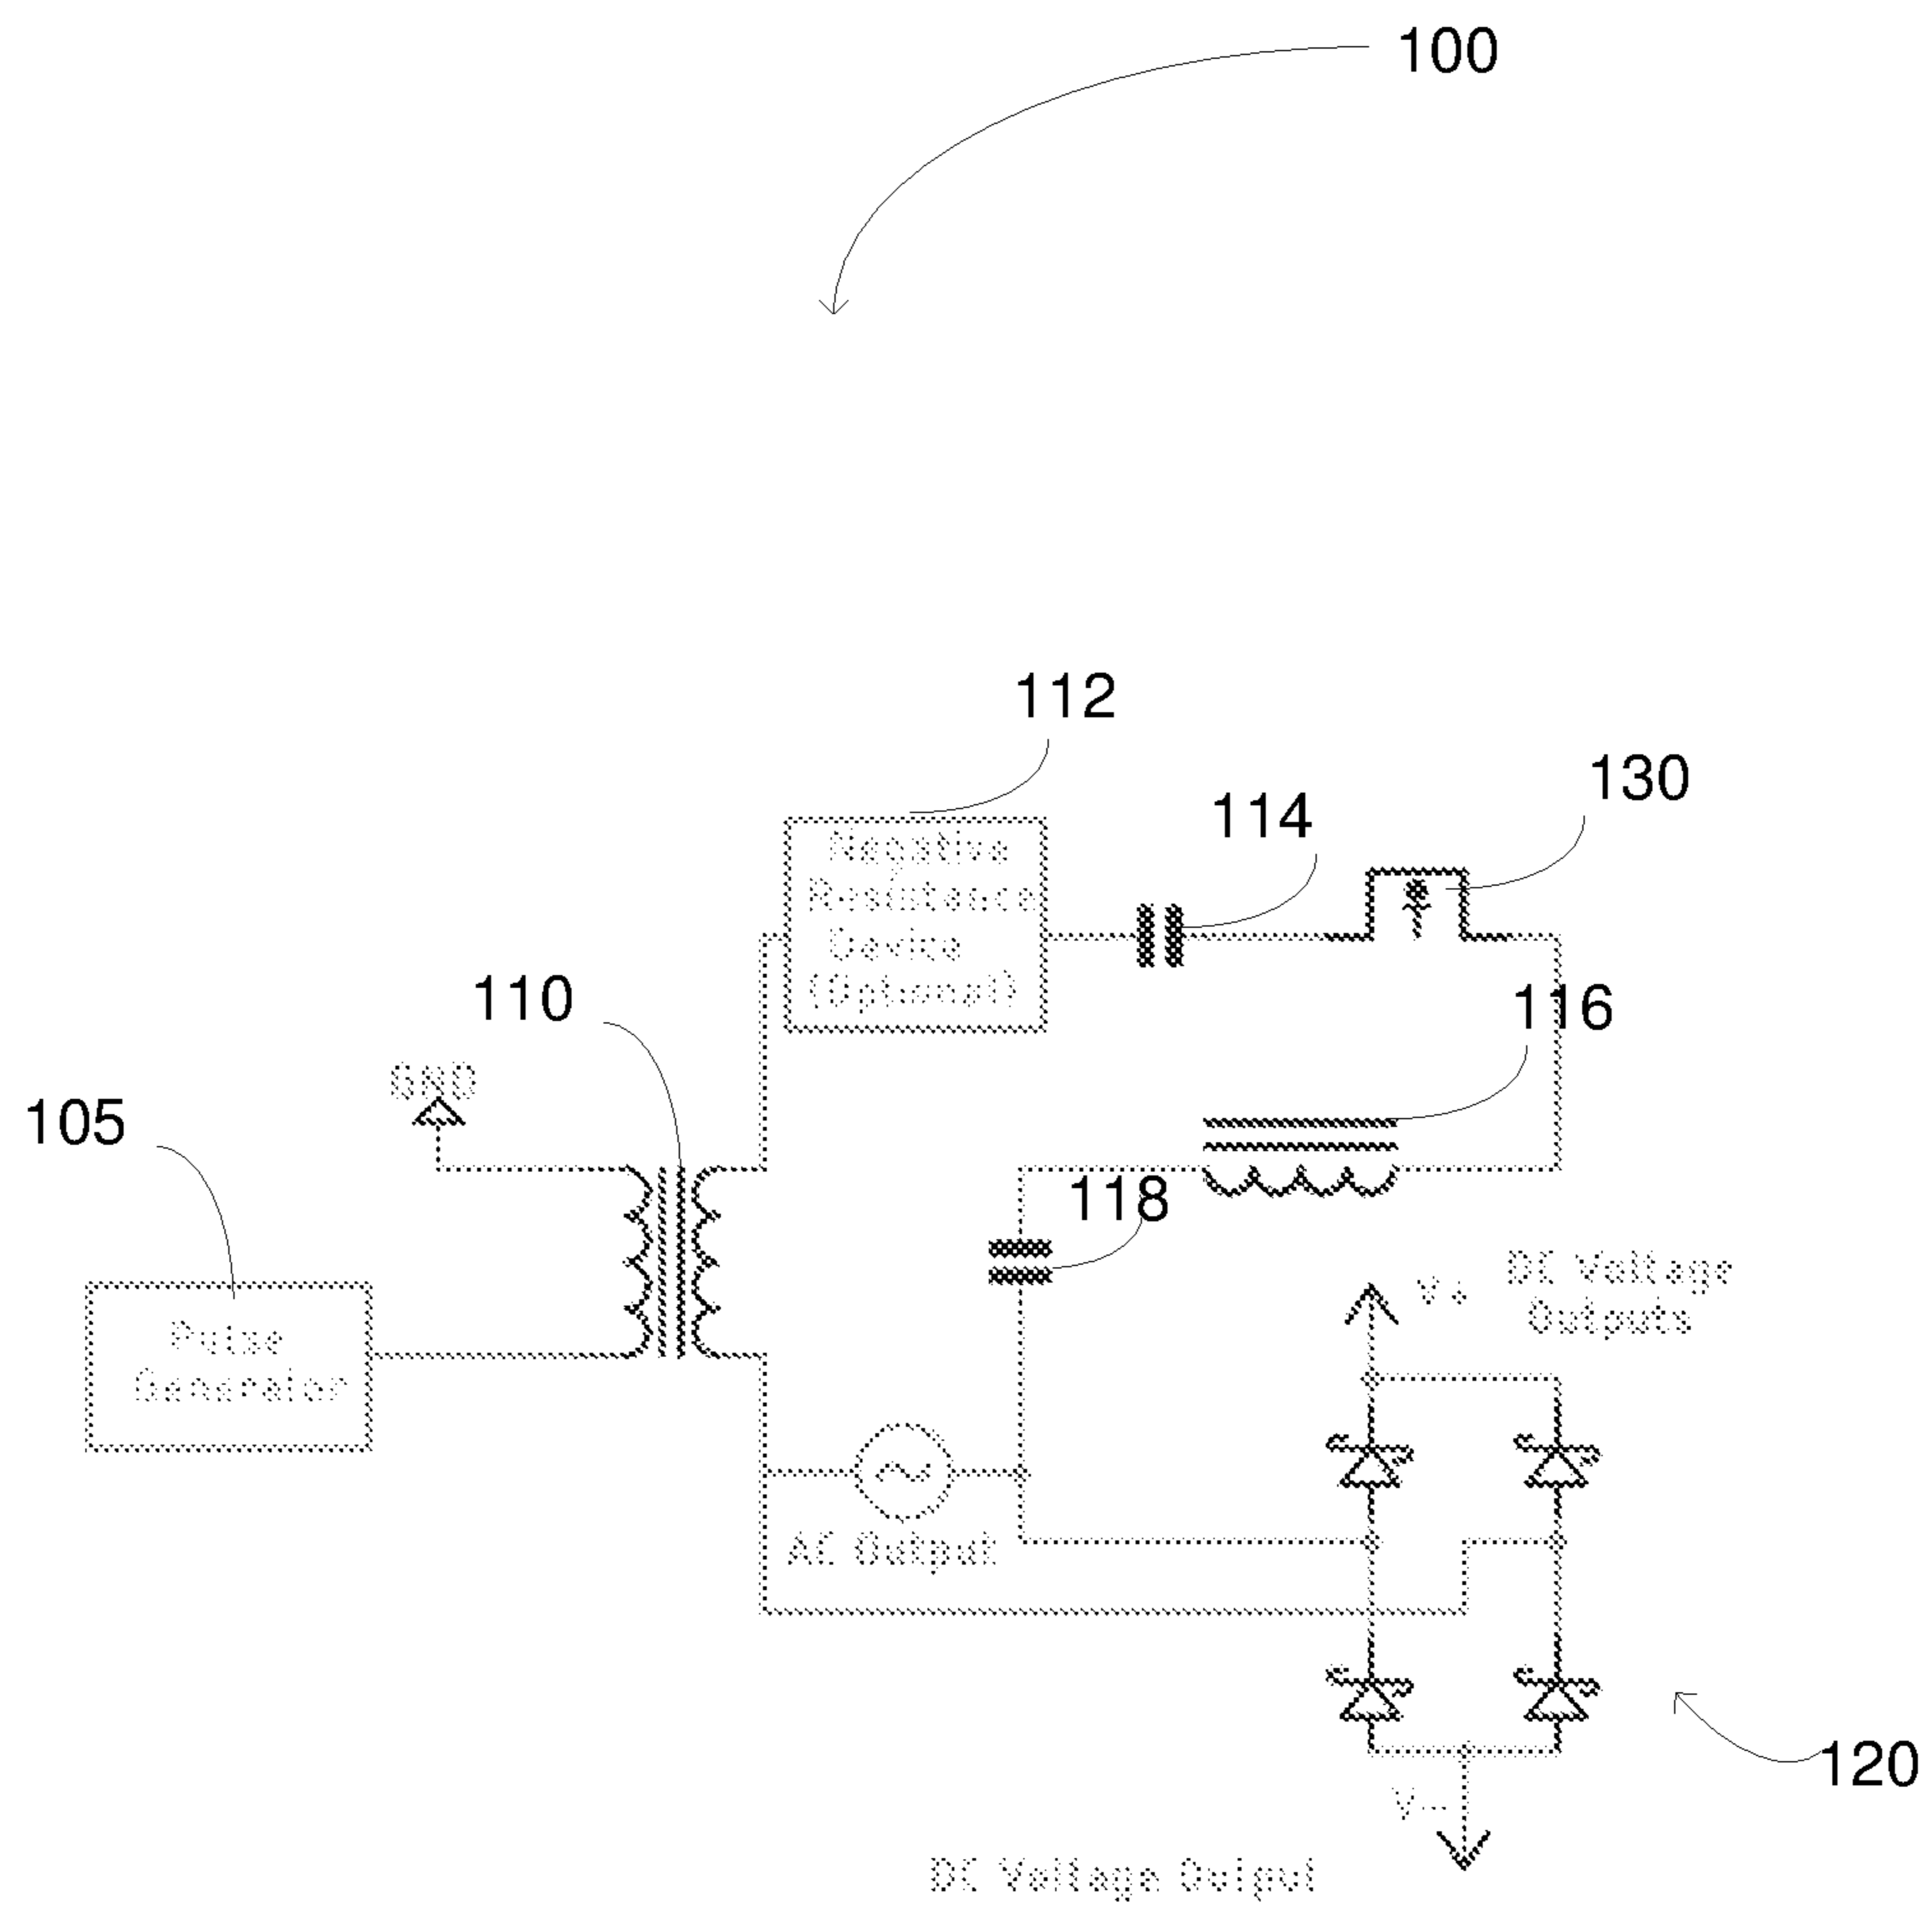 100
112
130
114
Negative
Resistance
Device
(Optional)
110
116
GND
105
118
DC Voltage
Outputs
V+
Pulse
Generator
AC Output
120
V-
DC Voltage Output